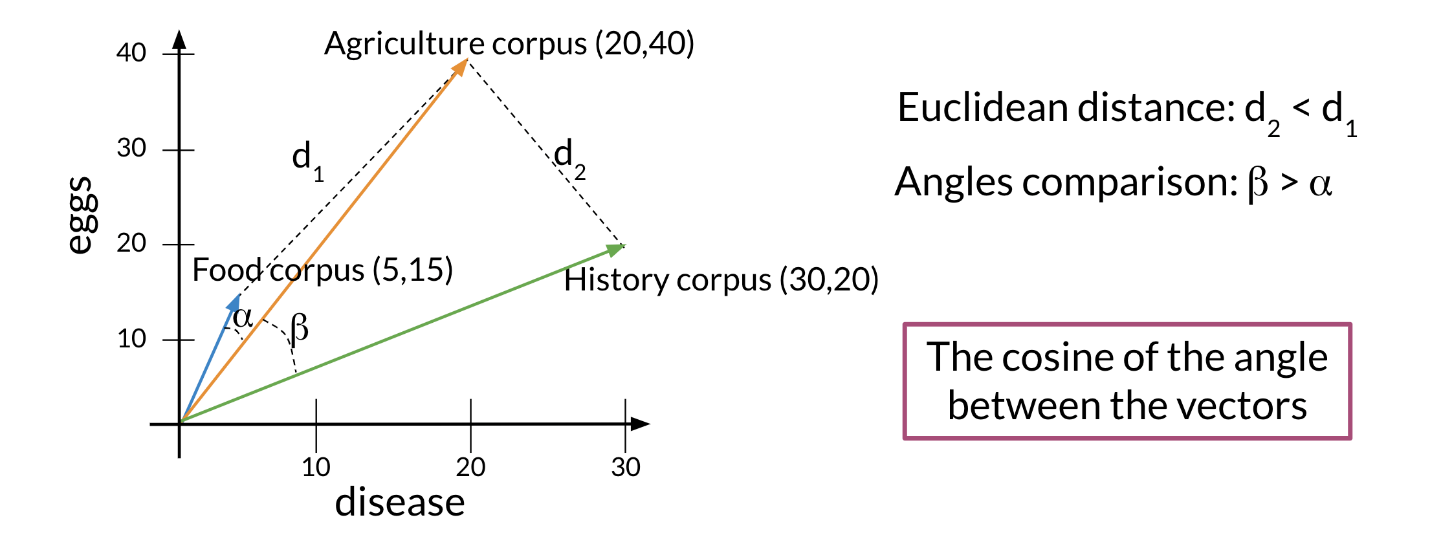 Agriculture corpus (20,40)
40
30
20
10
eggs
d1
d2
Food corpus (5,15)
History corpus (30,20)
α
β
10 20 30
disease
Euclidean distance: d2 < d1
Angles comparison: β > α
The cosine of the angle
between the vectors